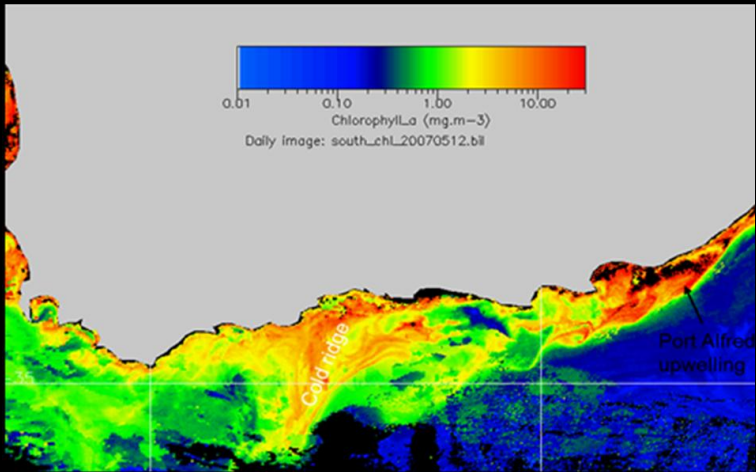 0.01 0.10 1.00 10.00
Chlorophyll_a (mg.m-3)
Daily image: south_chl_20070512.bil
Cold ridge
Port Alfred
upwelling
35